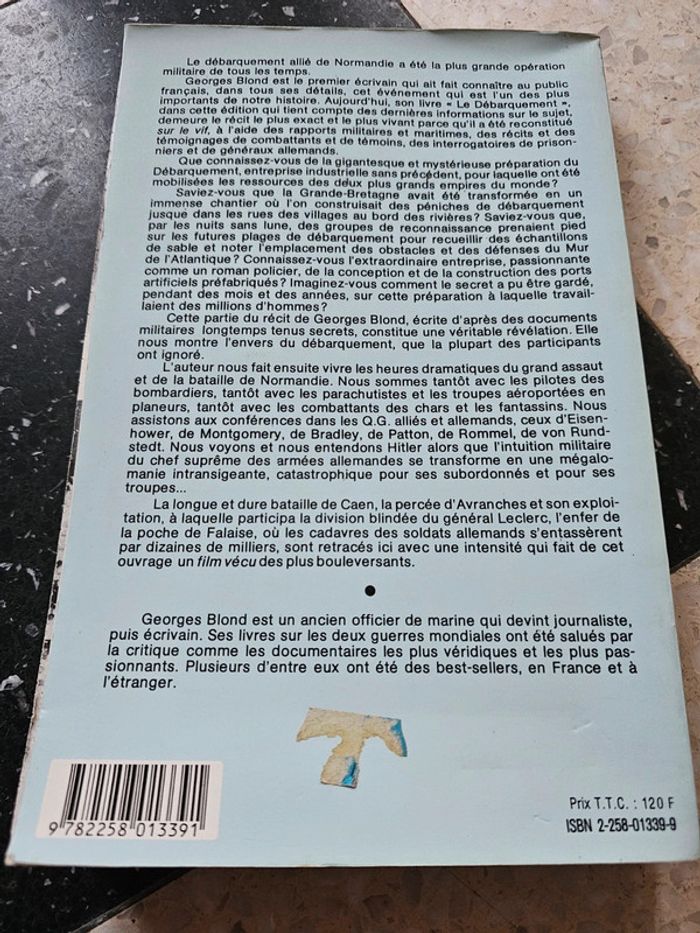 Le débarquement allié de Normandie a été la plus grande opération
militaire de tous les temps.
Georges Blond est le premier écrivain qui ait fait connaître au public
français, dans tous ses détails, cet événement qui est l'un des plus
importants de notre histoire. Aujourd'hui, son livre « Le Débarquement »,
dans cette édition qui tient compte des dernières informations sur le sujet,
demeure le récit le plus exact et le plus vivant parce qu'il a été reconstitué
sur le vif, à l'aide des rapports militaires et maritimes, des récits et des
témoignages de combattants et de témoins, des interrogatoires de prison-
niers et de généraux allemands.
Que connaissez-vous de la gigantesque et mystérieuse préparation du
Débarquement, entreprise industrielle sans précédent, pour laquelle ont été
mobilisées les ressources des deux plus grands empires du monde ?
Saviez-vous que la Grande-Bretagne avait été transformée en un
immense chantier où l'on construisait des péniches de débarquement
jusque dans les rues des villages au bord des rivières ? Saviez-vous que,
par les nuits sans lune, des groupes de reconnaissance prenaient pied
sur les futures plages de débarquement pour recueillir des échantillons
de sable et noter l'emplacement des obstacles et des défenses du Mur
de l'Atlantique ? Connaissez-vous l'extraordinaire entreprise, passionnante
comme un roman policier, de la conception et de la construction des ports
artificiels préfabriqués ? Imaginez-vous comment le secret a pu être gardé,
pendant des mois et des années, sur cette préparation à laquelle travail-
laient des millions d'hommes ?
Cette partie du récit de Georges Blond, écrite d'après des documents
militaires longtemps tenus secrets, constitue une véritable révélation. Elle
nous montre l'envers du débarquement, que la plupart des participants
ont ignoré.
L'auteur nous fait ensuite vivre les heures dramatiques du grand assaut
et de la bataille de Normandie. Nous sommes tantôt avec les pilotes des
bombardiers, tantôt avec les parachutistes et les troupes aéroportées en
planeurs, tantôt avec les combattants des chars et les fantassins. Nous
assistons aux conférences dans les Q.G. alliés et allemands, ceux d'Eisen-
hower, de Montgomery, de Bradley, de Patton, de Rommel, de von Rund-
stedt. Nous voyons et nous entendons Hitler alors que l'intuition militaire
du chef suprême des armées allemandes se transforme en une mégalo-
manie intransigeante, catastrophique pour ses subordonnés et pour ses
troupes...
La longue et dure bataille de Caen, la percée d'Avranches et son exploi-
tation, à laquelle participa la division blindée du général Leclerc, l'enfer de
la poche de Falaise, où les cadavres des soldats allemands s'entassèrent
par dizaines de milliers, sont retracés ici avec une intensité qui fait de cet
ouvrage un film vécu des plus bouleversants.
Georges Blond est un ancien officier de marine qui devint journaliste,
puis écrivain. Ses livres sur les deux guerres mondiales ont été salués par
la critique comme les documentaires les plus véridiques et les plus pas-
sionnants. Plusieurs d'entre eux ont été des best-sellers, en France et à
l'étranger.
Prix T.T.C. : 120 F
ISBN 2-258-01339-9
9 782258 013391